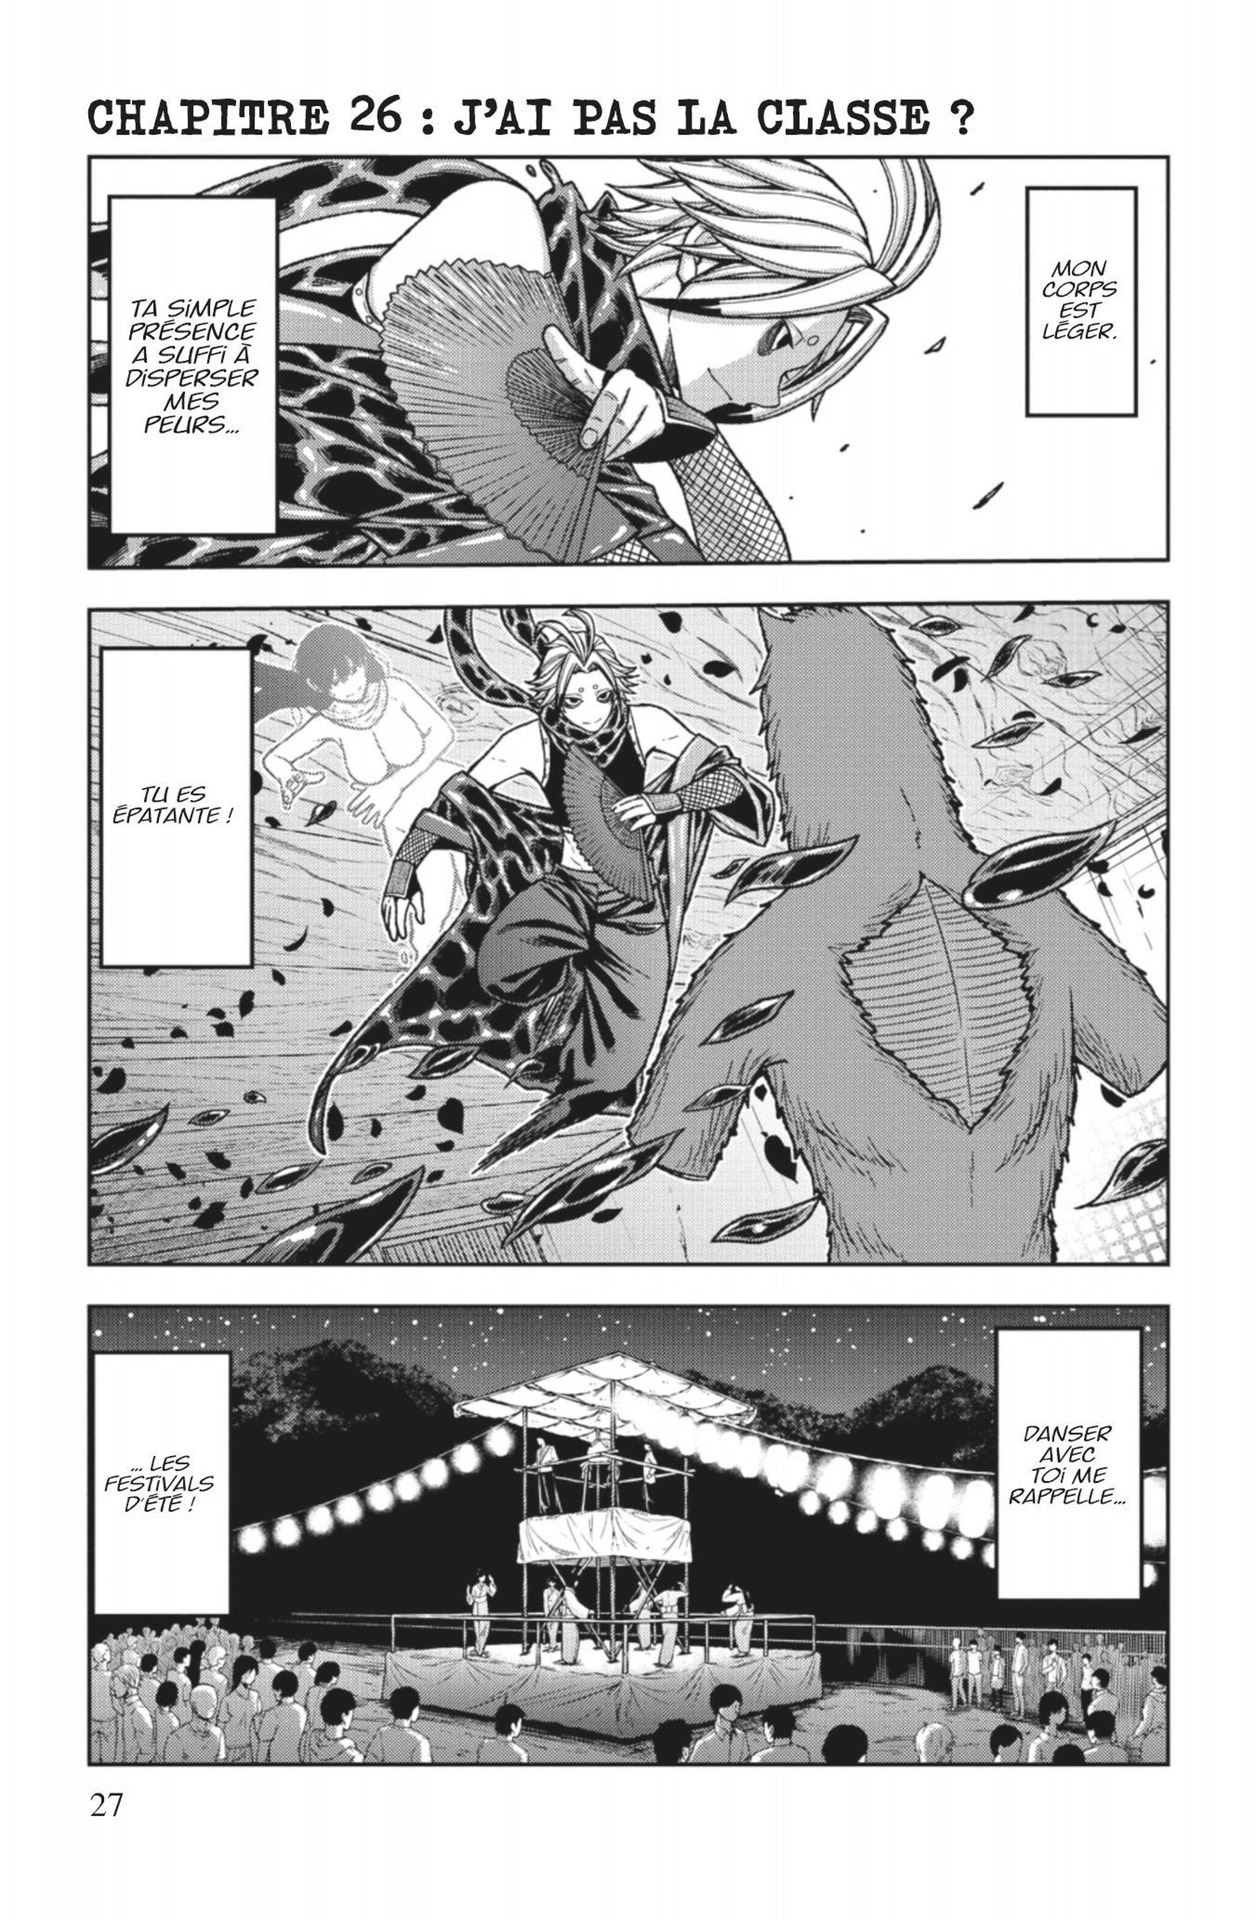 CHAPITRE 26 : J'AI PAS LA CLASSE ?
MON
CORPS
EST
LÉGER.
TA SIMPLE
PRÉSENCE
A SUFFI À
DISPERSER
MES
PEURS...
TU ES
ÉPATANTE !
DANSER
AVEC
TOI ME
RAPPELLE...
... LES
FESTIVALS
D'ÉTÉ !
27